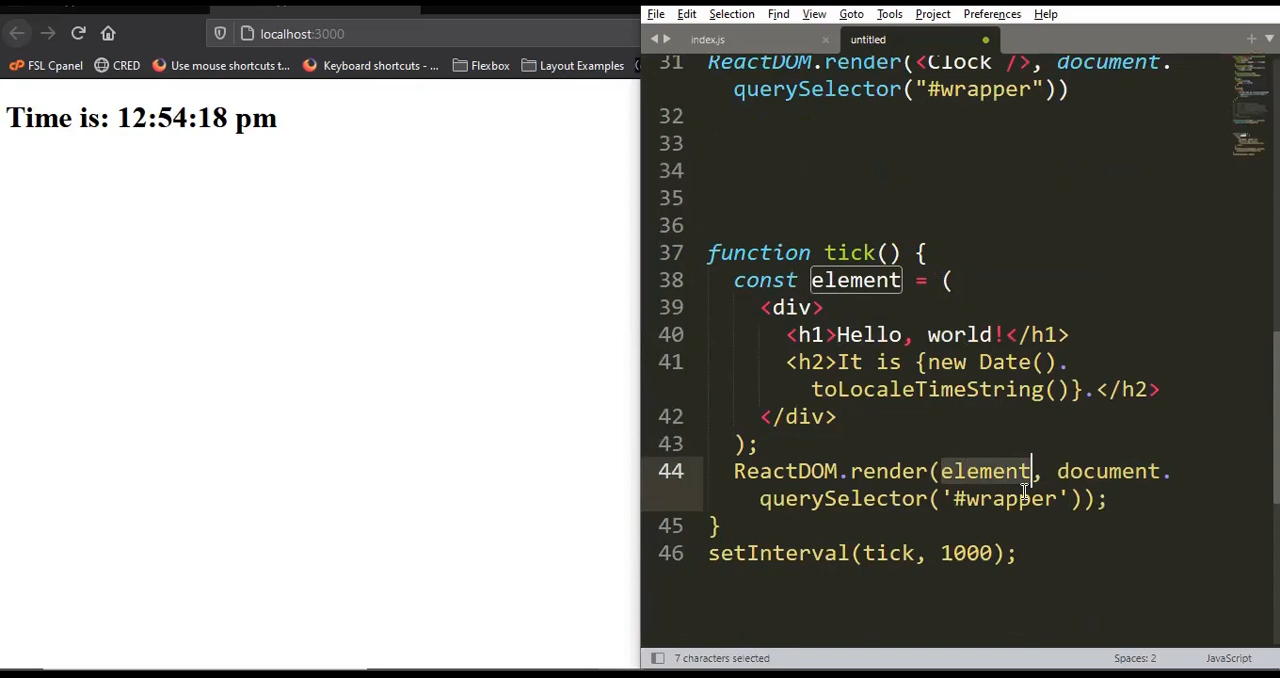 localhost:3000
FSL Cpanel
CRED
Use mouse shortcuts to...
Keyboard shortcuts - ...
Flexbox
Layout Examples
Time is: 12:54:18 pm
File Edit Selection Find View Goto Tools Project Preferences Help
index.js
untitled
31 ReactDOM.render(<Clock />, document.
querySelector("#wrapper"))
32
33
34
35
36
37 function tick() {
38 const element = (
39 <div>
40 <h1>Hello, world!</h1>
41 <h2>It is {new Date().
toLocaleTimeString()}.</h2>
42 </div>
43 );
44 ReactDOM.render(element, document.
querySelector('#wrapper'));
45 }
46 setInterval(tick, 1000);
7 characters selected
Spaces: 2
JavaScript